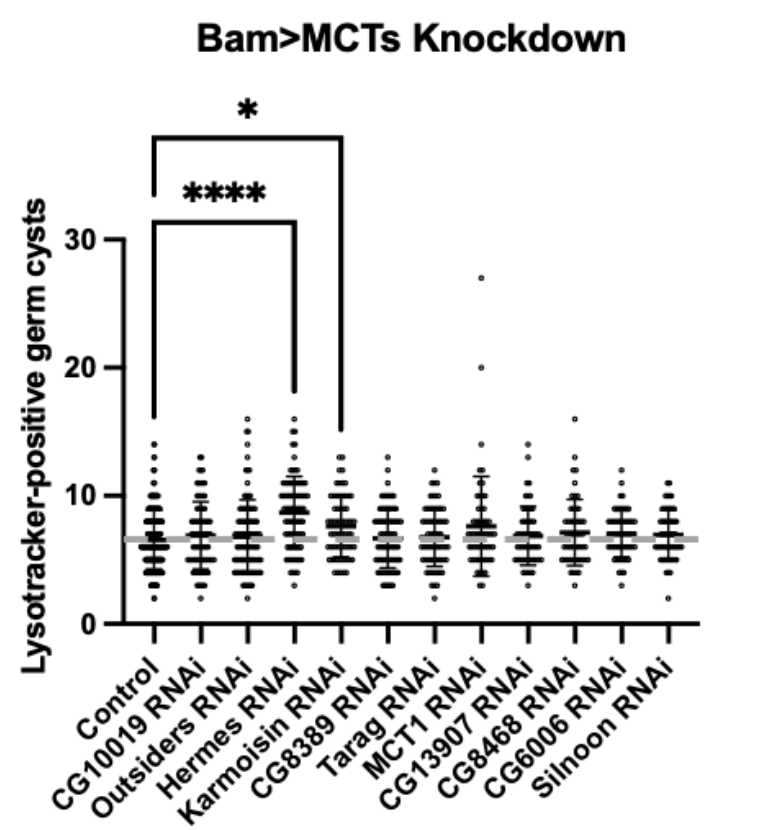 Bam>MCTs Knockdown
*
****
Lysotracker-positive germ cysts
30
20
10
0
Control
CG10019 RNAi
Outsiders RNAi
Hermes RNAi
Karmoisin RNAi
CG8389 RNAi
Tarag RNAi
MCT1 RNAi
CG13907 RNAi
CG8468 RNAi
CG6006 RNAi
Silnoon RNAi